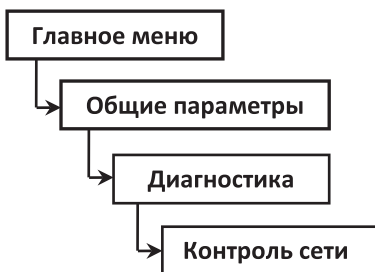 Главное меню
Общие параметры
Диагностика
Контроль сети